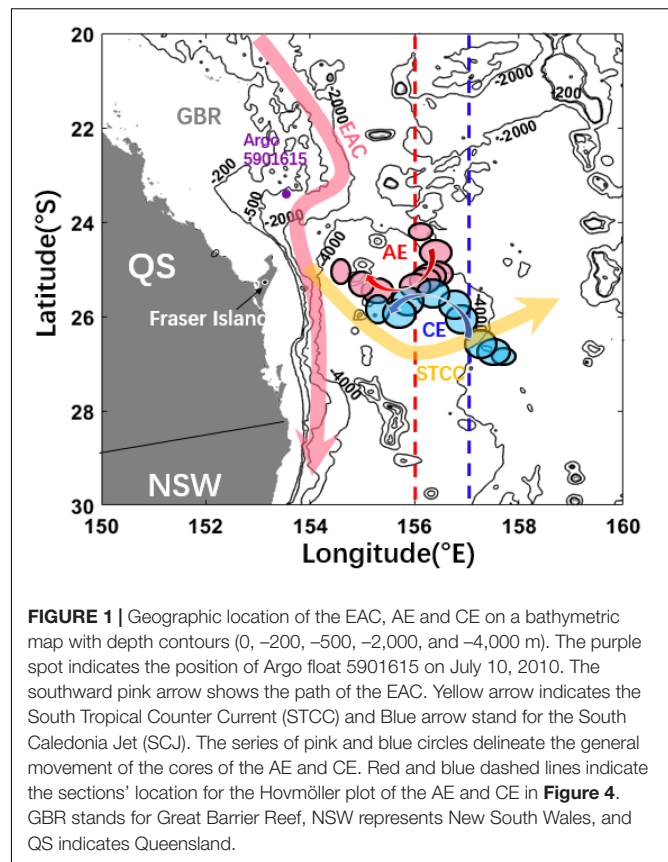 20
22
24
26
28
30
Latitude(°S)
150
152
154
156
158
160
Longitude(°E)
GBR
Argo
5901615
EAC
-2000
-200
-2000
-200
-500
-2000
-4000
0
AE
QS
Fraser Island
CE
-4000
STCC
-4000
NSW
FIGURE 1 | Geographic location of the EAC, AE and CE on a bathymetric
map with depth contours (0, –200, –500, –2,000, and –4,000 m). The purple
spot indicates the position of Argo float 5901615 on July 10, 2010. The
southward pink arrow shows the path of the EAC. Yellow arrow indicates the
South Tropical Counter Current (STCC) and Blue arrow stand for the South
Caledonia Jet (SCJ). The series of pink and blue circles delineate the general
movement of the cores of the AE and CE. Red and blue dashed lines indicate
the sections' location for the Hovmöller plot of the AE and CE in Figure 4.
GBR stands for Great Barrier Reef, NSW represents New South Wales, and
QS indicates Queensland.